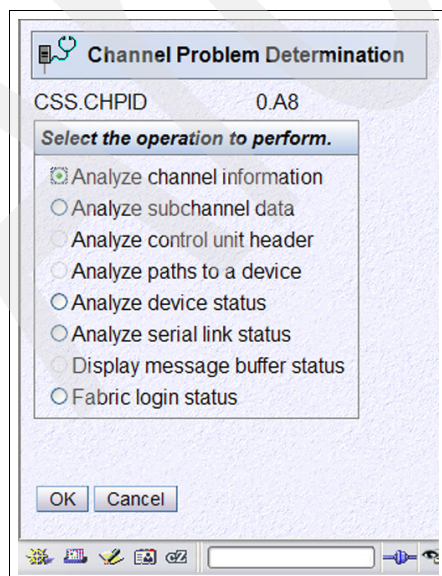 Channel Problem Determination
CSS.CHPID 0.A8
Select the operation to perform.
Analyze channel information
Analyze subchannel data
Analyze control unit header
Analyze paths to a device
Analyze device status
Analyze serial link status
Display message buffer status
Fabric login status
OK Cancel